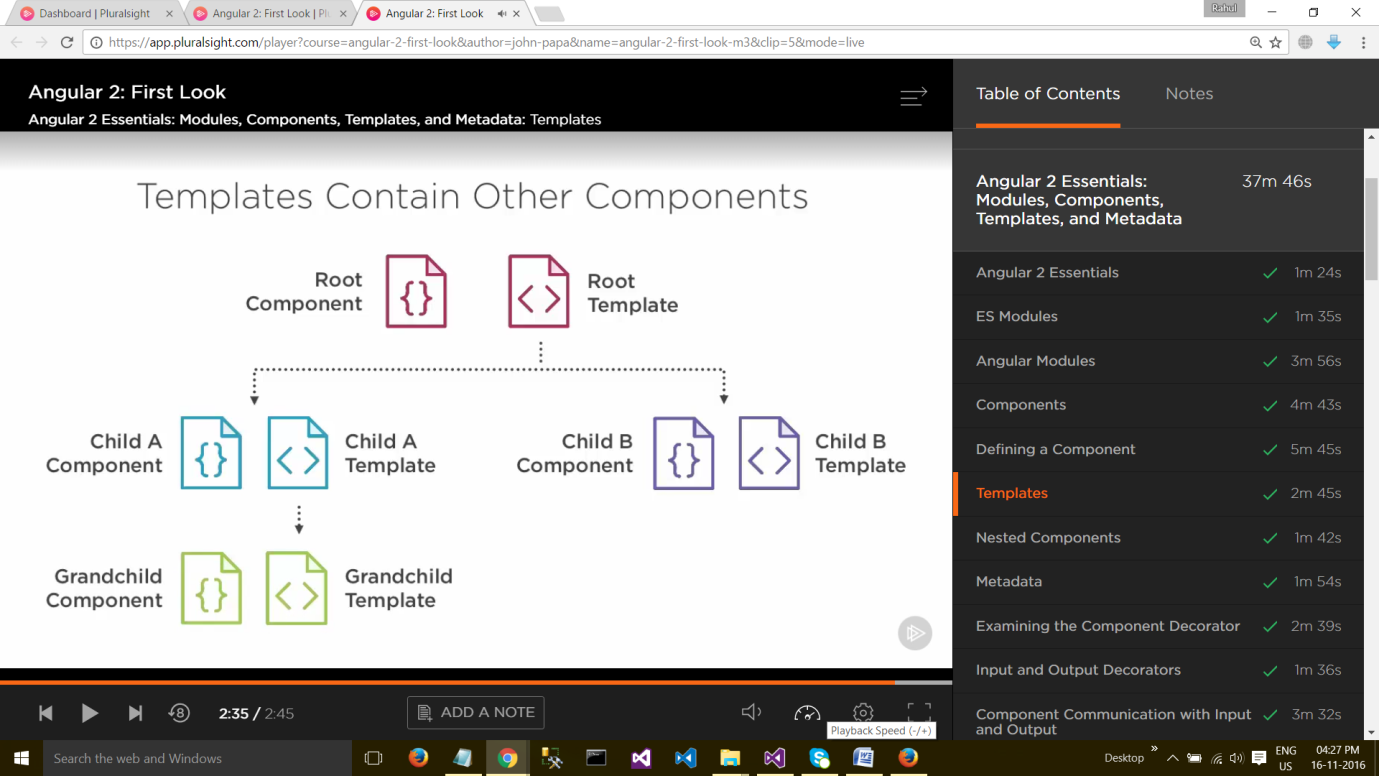 Dashboard | Pluralsight
Angular 2: First Look | Pl
Angular 2: First Look
Rahul
https://app.pluralsight.com/player?course=angular-2-first-look&author=john-papa&name=angular-2-first-look-m3&clip=5&mode=live
Angular 2: First Look
Angular 2 Essentials: Modules, Components, Templates, and Metadata: Templates
Templates Contain Other Components
Root
Component
{}
< >
Root
Template
Child A
Component
{}
< >
Child A
Template
Child B
Component
{}
< >
Child B
Template
Grandchild
Component
{}
< >
Grandchild
Template
8
2:35 / 2:45
ADD A NOTE
Playback Speed (-/+)
Table of Contents
Notes
Angular 2 Essentials:
Modules, Components,
Templates, and Metadata
37m 46s
Angular 2 Essentials 1m 24s
ES Modules 1m 35s
Angular Modules 3m 56s
Components 4m 43s
Defining a Component 5m 45s
Templates 2m 45s
Nested Components 1m 42s
Metadata 1m 54s
Examining the Component Decorator 2m 39s
Input and Output Decorators 1m 36s
Component Communication with Input
and Output
3m 32s
Search the web and Windows
Desktop
ENG
US
04:27 PM
16-11-2016